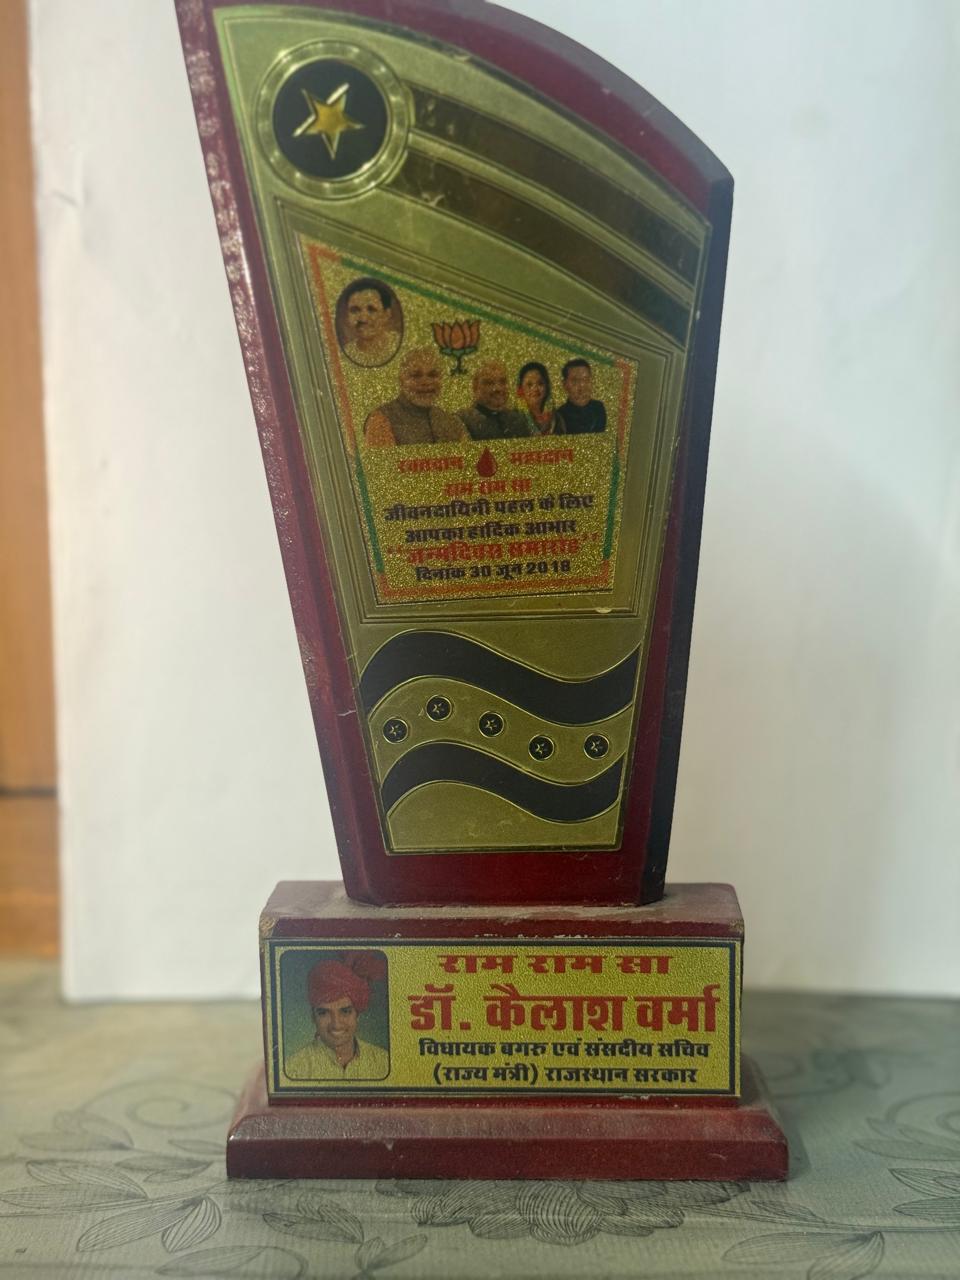 रक्तदान महादान
राम राम सा
जीवनदायिनी पहल के लिए
आपका हार्दिक आभार
"जन्मदिवस समारोह"
दिनांक 30 जून 2018
राम राम सा
डॉ. कैलाश वर्मा
विधायक बगरु एवं संसदीय सचिव
(राज्य मंत्री) राजस्थान सरकार